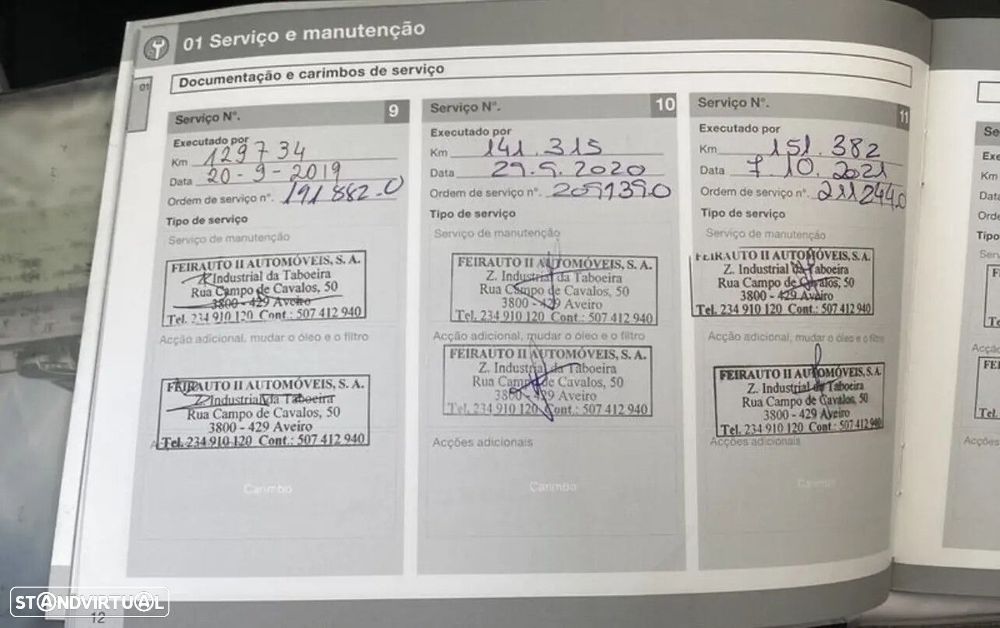 01 Serviço e manutenção
01
Documentação e carimbos de serviço
Serviço Nº. 9
Executado por
Km 129734
Data 20-9-2019
Ordem de serviço nº. 191882.0
Tipo de serviço
Serviço de manutenção
FEIRAUTO II AUTOMÓVEIS, S. A.
Z. Industrial da Taboeira
Rua Campo de Cavalos, 50
3800 - 429 Aveiro
Tel. 234 910 120 Cont.: 507 412 940
Acção adicional, mudar o óleo e o filtro
FEIRAUTO II AUTOMÓVEIS, S. A.
Z. Industrial da Taboeira
Rua Campo de Cavalos, 50
3800 - 429 Aveiro
Tel. 234 910 120 Cont.: 507 412 940
Carimbo
Serviço Nº. 10
Executado por
Km 141.315
Data 29.9.2020
Ordem de serviço nº. 2091390
Tipo de serviço
Serviço de manutenção
FEIRAUTO II AUTOMÓVEIS, S. A.
Z. Industrial da Taboeira
Rua Campo de Cavalos, 50
3800 - 429 Aveiro
Tel. 234 910 120 Cont.: 507 412 940
Acção adicional, mudar o óleo e o filtro
FEIRAUTO II AUTOMÓVEIS, S. A.
Z. Industrial da Taboeira
Rua Campo de Cavalos, 50
3800 - 429 Aveiro
Tel. 234 910 120 Cont.: 507 412 940
Acções adicionais
Carimbo
Serviço Nº. 11
Executado por
Km 151.382
Data 7.10.2021
Ordem de serviço nº. 211244.0
Tipo de serviço
Serviço de manutenção
FEIRAUTO II AUTOMÓVEIS, S. A.
Z. Industrial da Taboeira
Rua Campo de Cavalos, 50
3800 - 429 Aveiro
Tel. 234 910 120 Cont.: 507 412 940
Acção adicional, mudar o óleo e o filtro
FEIRAUTO II AUTOMÓVEIS, S. A.
Z. Industrial da Taboeira
Rua Campo de Cavalos, 50
3800 - 429 Aveiro
Tel. 234 910 120 Cont.: 507 412 940
Acções adicionais
Carimbo
12
STANDVIRTUAL